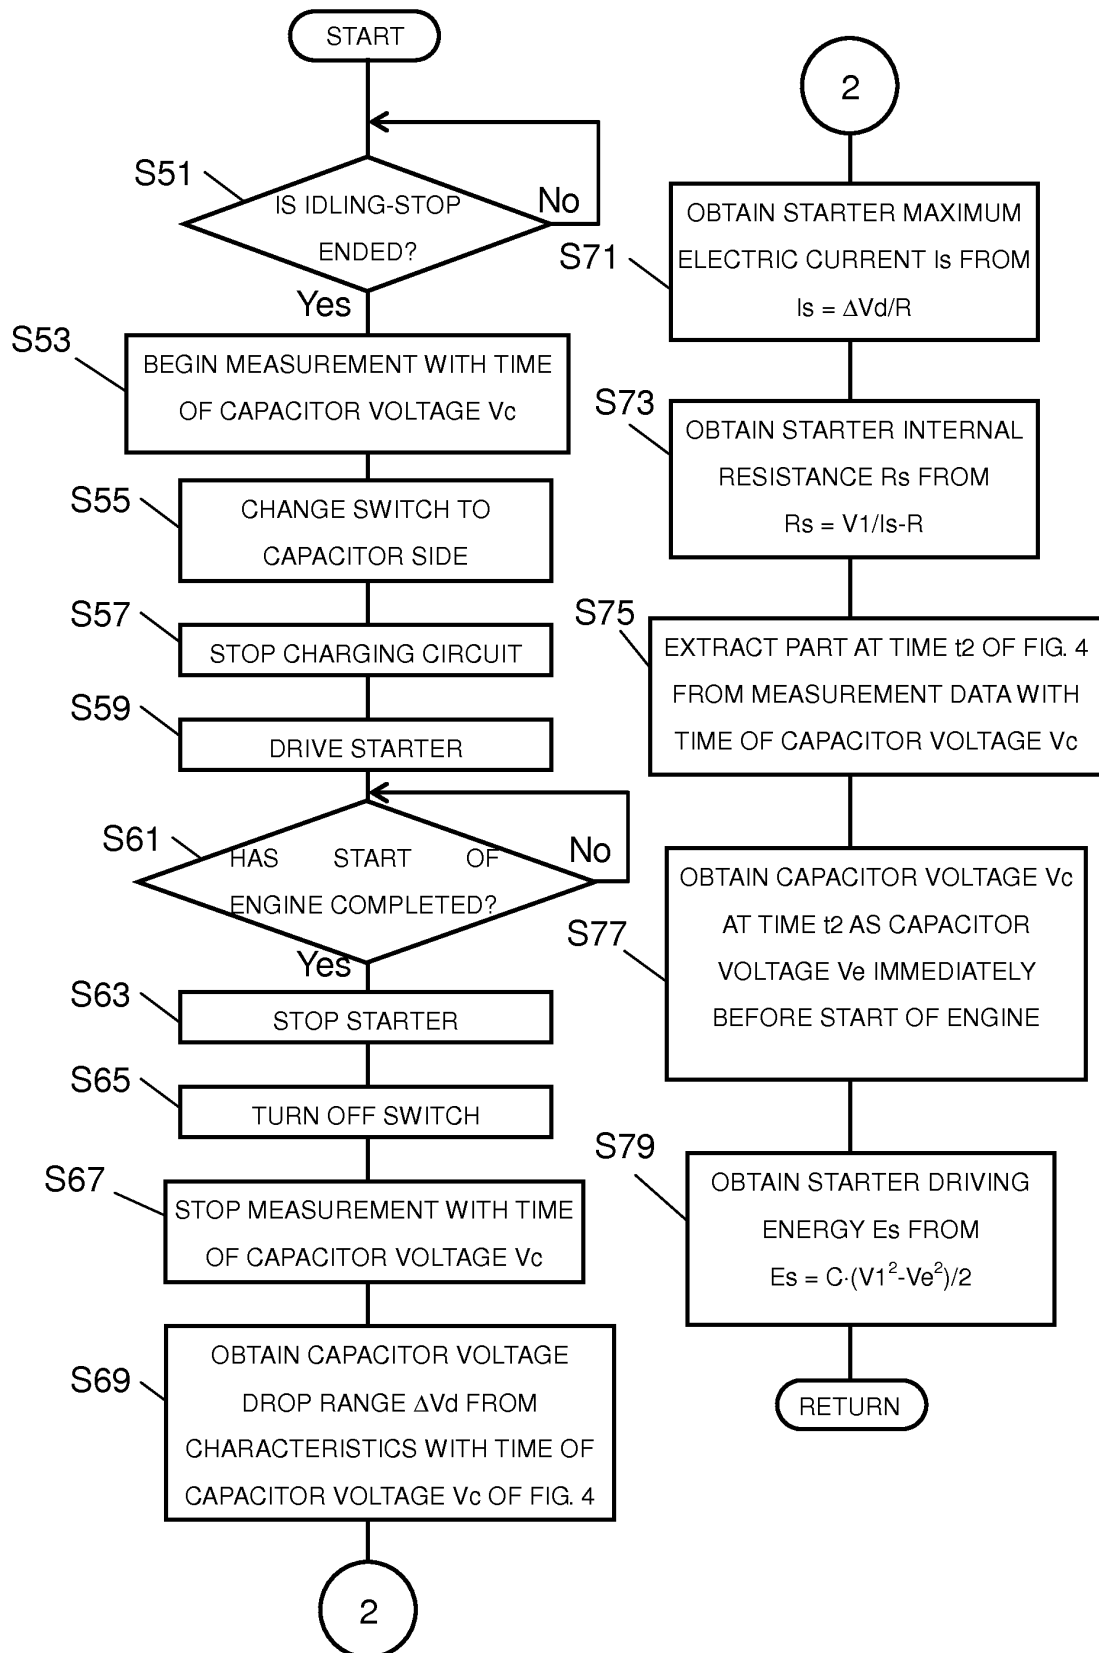 START
S51
IS IDLING-STOP
ENDED?
No
Yes
S53
BEGIN MEASUREMENT WITH TIME
OF CAPACITOR VOLTAGE Vc
S55
CHANGE SWITCH TO
CAPACITOR SIDE
S57
STOP CHARGING CIRCUIT
S59
DRIVE STARTER
S61
HAS START OF
ENGINE COMPLETED?
No
Yes
S63
STOP STARTER
S65
TURN OFF SWITCH
S67
STOP MEASUREMENT WITH TIME
OF CAPACITOR VOLTAGE Vc
S69
OBTAIN CAPACITOR VOLTAGE
DROP RANGE ΔVd FROM
CHARACTERISTICS WITH TIME OF
CAPACITOR VOLTAGE Vc OF FIG. 4
2
2
S71
OBTAIN STARTER MAXIMUM
ELECTRIC CURRENT Is FROM
Is = ΔVd/R
S73
OBTAIN STARTER INTERNAL
RESISTANCE Rs FROM
Rs = V1/Is-R
S75
EXTRACT PART AT TIME t2 OF FIG. 4
FROM MEASUREMENT DATA WITH
TIME OF CAPACITOR VOLTAGE Vc
S77
OBTAIN CAPACITOR VOLTAGE Vc
AT TIME t2 AS CAPACITOR
VOLTAGE Ve IMMEDIATELY
BEFORE START OF ENGINE
S79
OBTAIN STARTER DRIVING
ENERGY Es FROM
Es = C·(V1²-Ve²)/2
RETURN